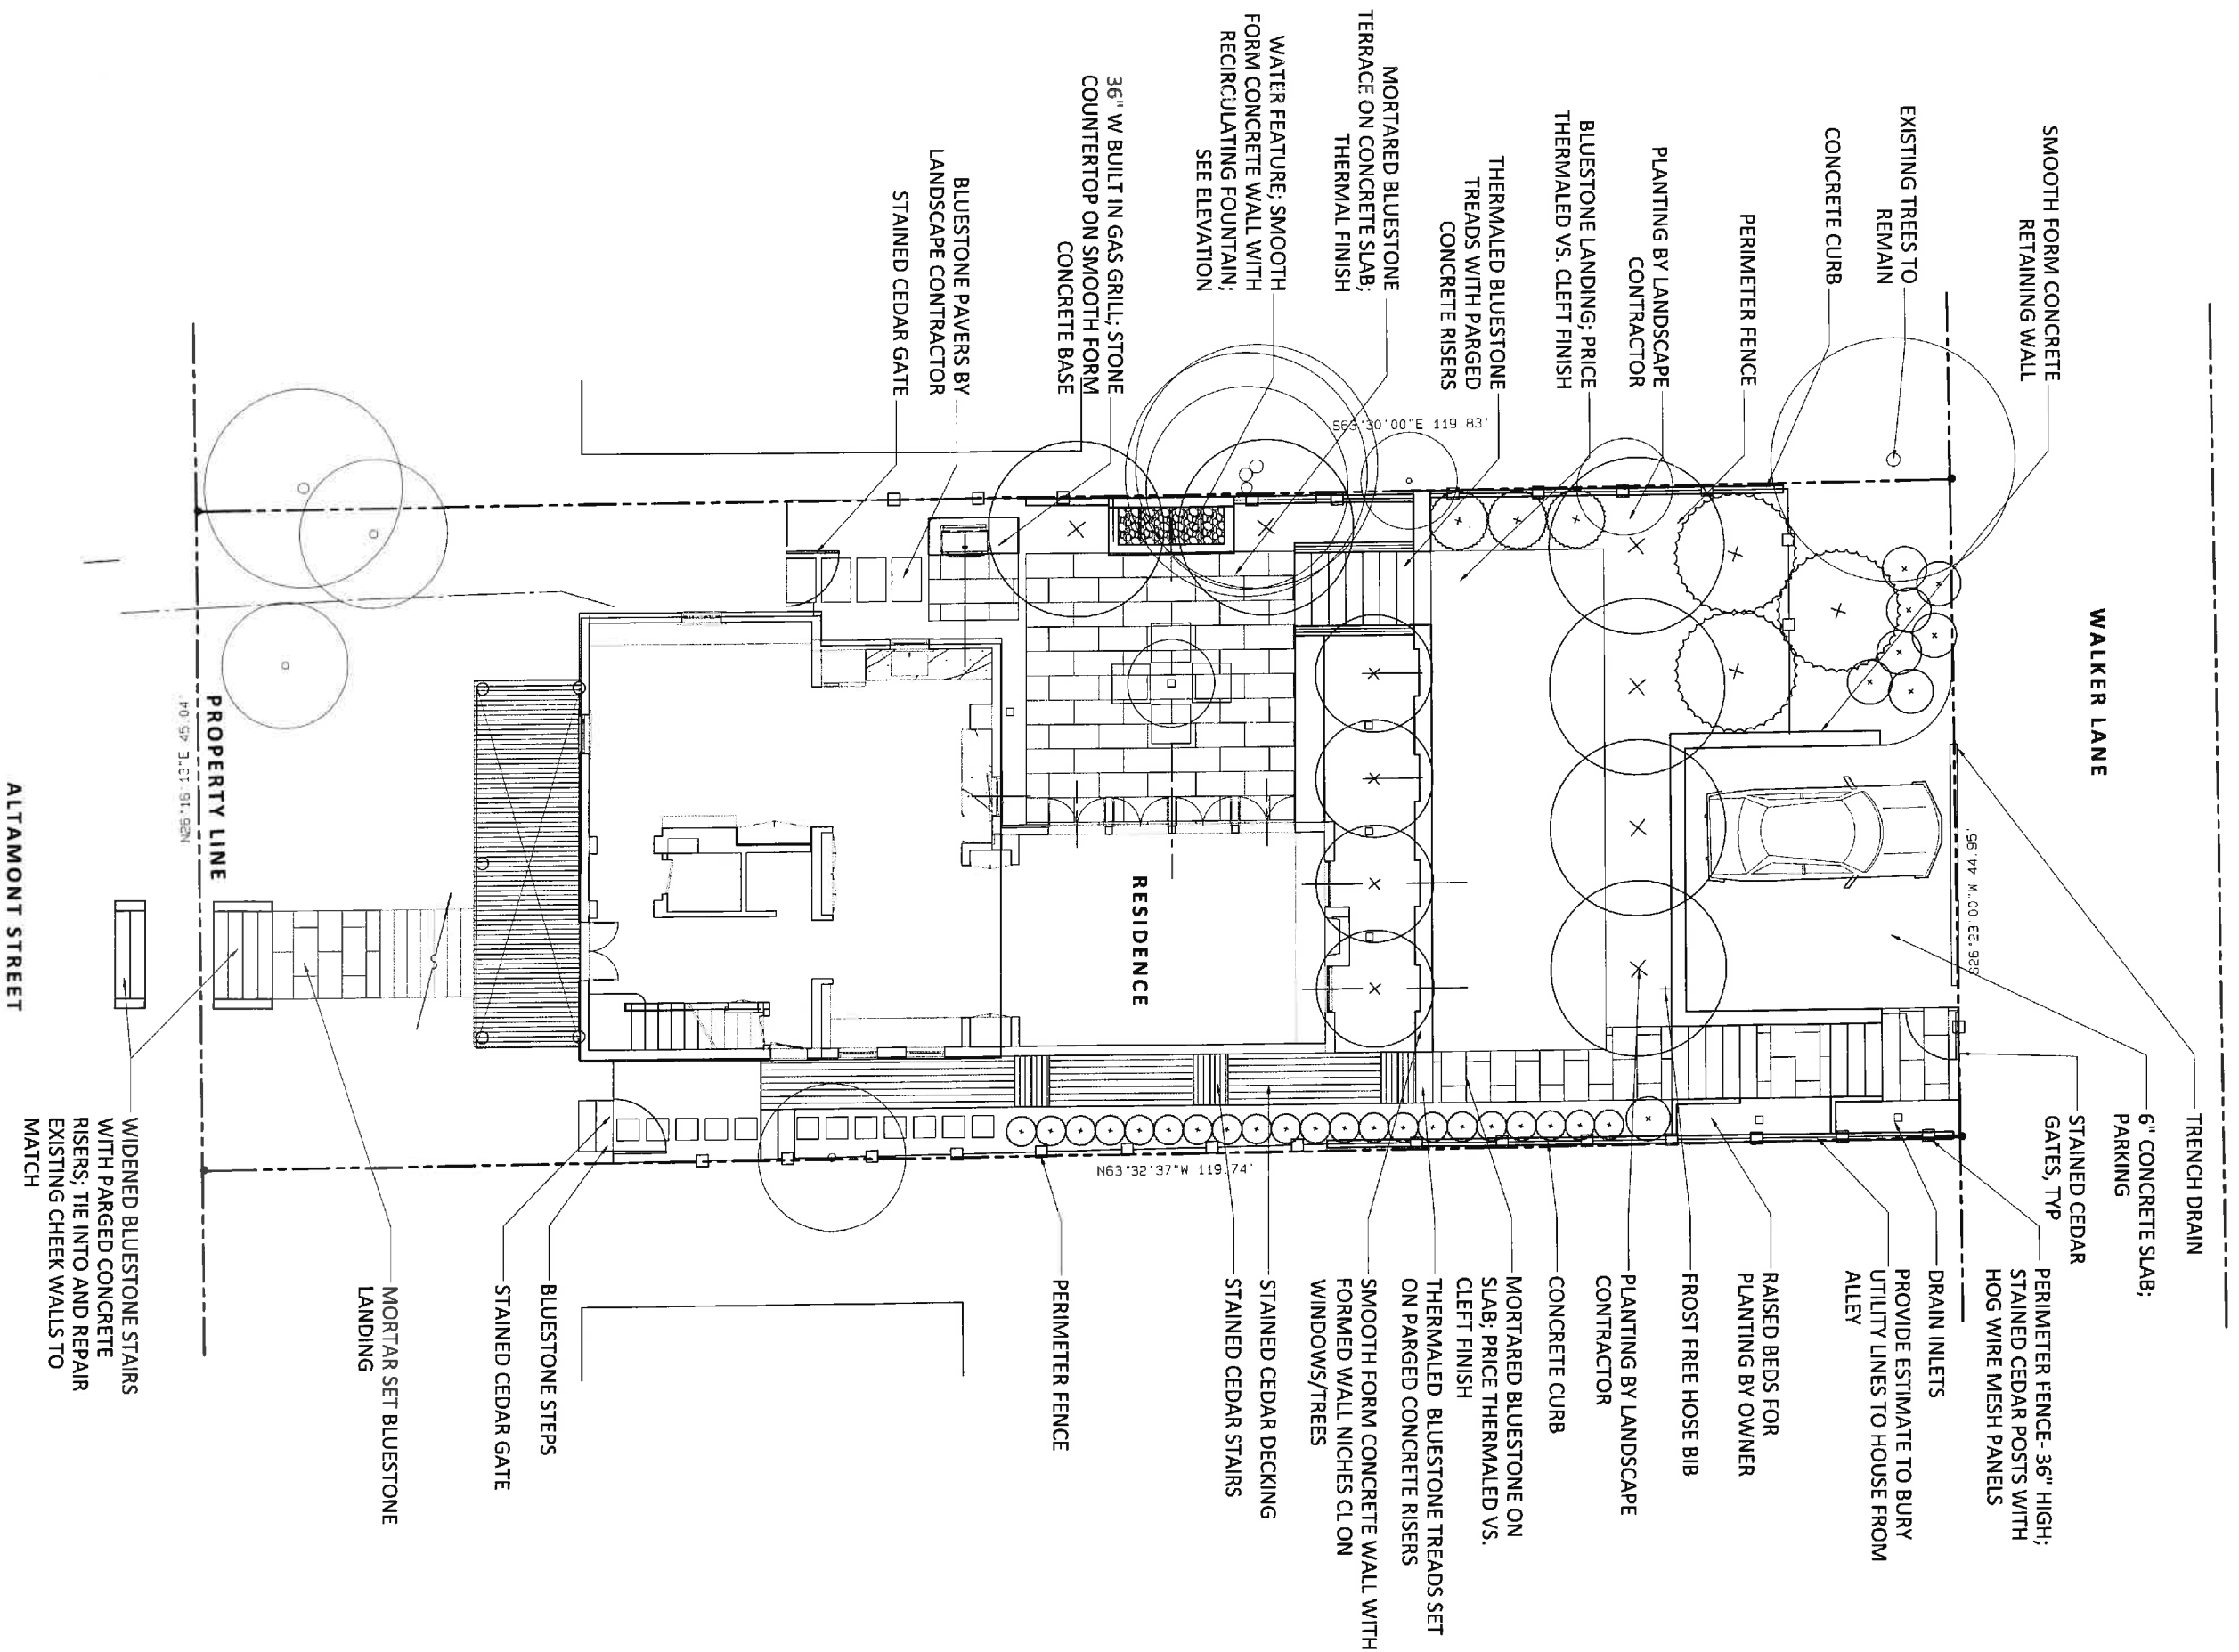 WALKER LANE
SMOOTH FORM CONCRETE
RETAINING WALL
EXISTING TREES TO
REMAIN
CONCRETE CURB
PERIMETER FENCE
PLANTING BY LANDSCAPE
CONTRACTOR
BLUESTONE LANDING; PRICE
THERMALED VS. CLEFT FINISH
THERMALED BLUESTONE
TREADS WITH PARGED
CONCRETE RISERS
MORTARED BLUESTONE
TERRACE ON CONCRETE SLAB;
THERMAL FINISH
WATER FEATURE; SMOOTH
FORM CONCRETE WALL WITH
RECIRCULATING FOUNTAIN;
SEE ELEVATION
36" W BUILT IN GAS GRILL; STONE
COUNTERTOP ON SMOOTH FORM
CONCRETE BASE
BLUESTONE PAVERS BY
LANDSCAPE CONTRACTOR
STAINED CEDAR GATE
S63°30'00"E 119.83'
S26°23'00"W 44.95'
RESIDENCE
N63°32'37"W 119.74'
PROPERTY LINE
N26°16'13"E 45.04'
ALTAMONT STREET
TRENCH DRAIN
6" CONCRETE SLAB;
PARKING
STAINED CEDAR
GATES, TYP
PERIMETER FENCE- 36" HIGH;
STAINED CEDAR POSTS WITH
HOG WIRE MESH PANELS
DRAIN INLETS
PROVIDE ESTIMATE TO BURY
UTILITY LINES TO HOUSE FROM
ALLEY
RAISED BEDS FOR
PLANTING BY OWNER
FROST FREE HOSE BIB
PLANTING BY LANDSCAPE
CONTRACTOR
CONCRETE CURB
MORTARED BLUESTONE ON
SLAB; PRICE THERMALED VS.
CLEFT FINISH
THERMALED BLUESTONE TREADS SET
ON PARGED CONCRETE RISERS
SMOOTH FORM CONCRETE WALL WITH
FORMED WALL NICHES CL ON
WINDOWS/TREES
STAINED CEDAR DECKING
STAINED CEDAR STAIRS
PERIMETER FENCE
BLUESTONE STEPS
STAINED CEDAR GATE
MORTAR SET BLUESTONE
LANDING
WIDENED BLUESTONE STAIRS
WITH PARGED CONCRETE
RISERS; TIE INTO AND REPAIR
EXISTING CHEEK WALLS TO
MATCH